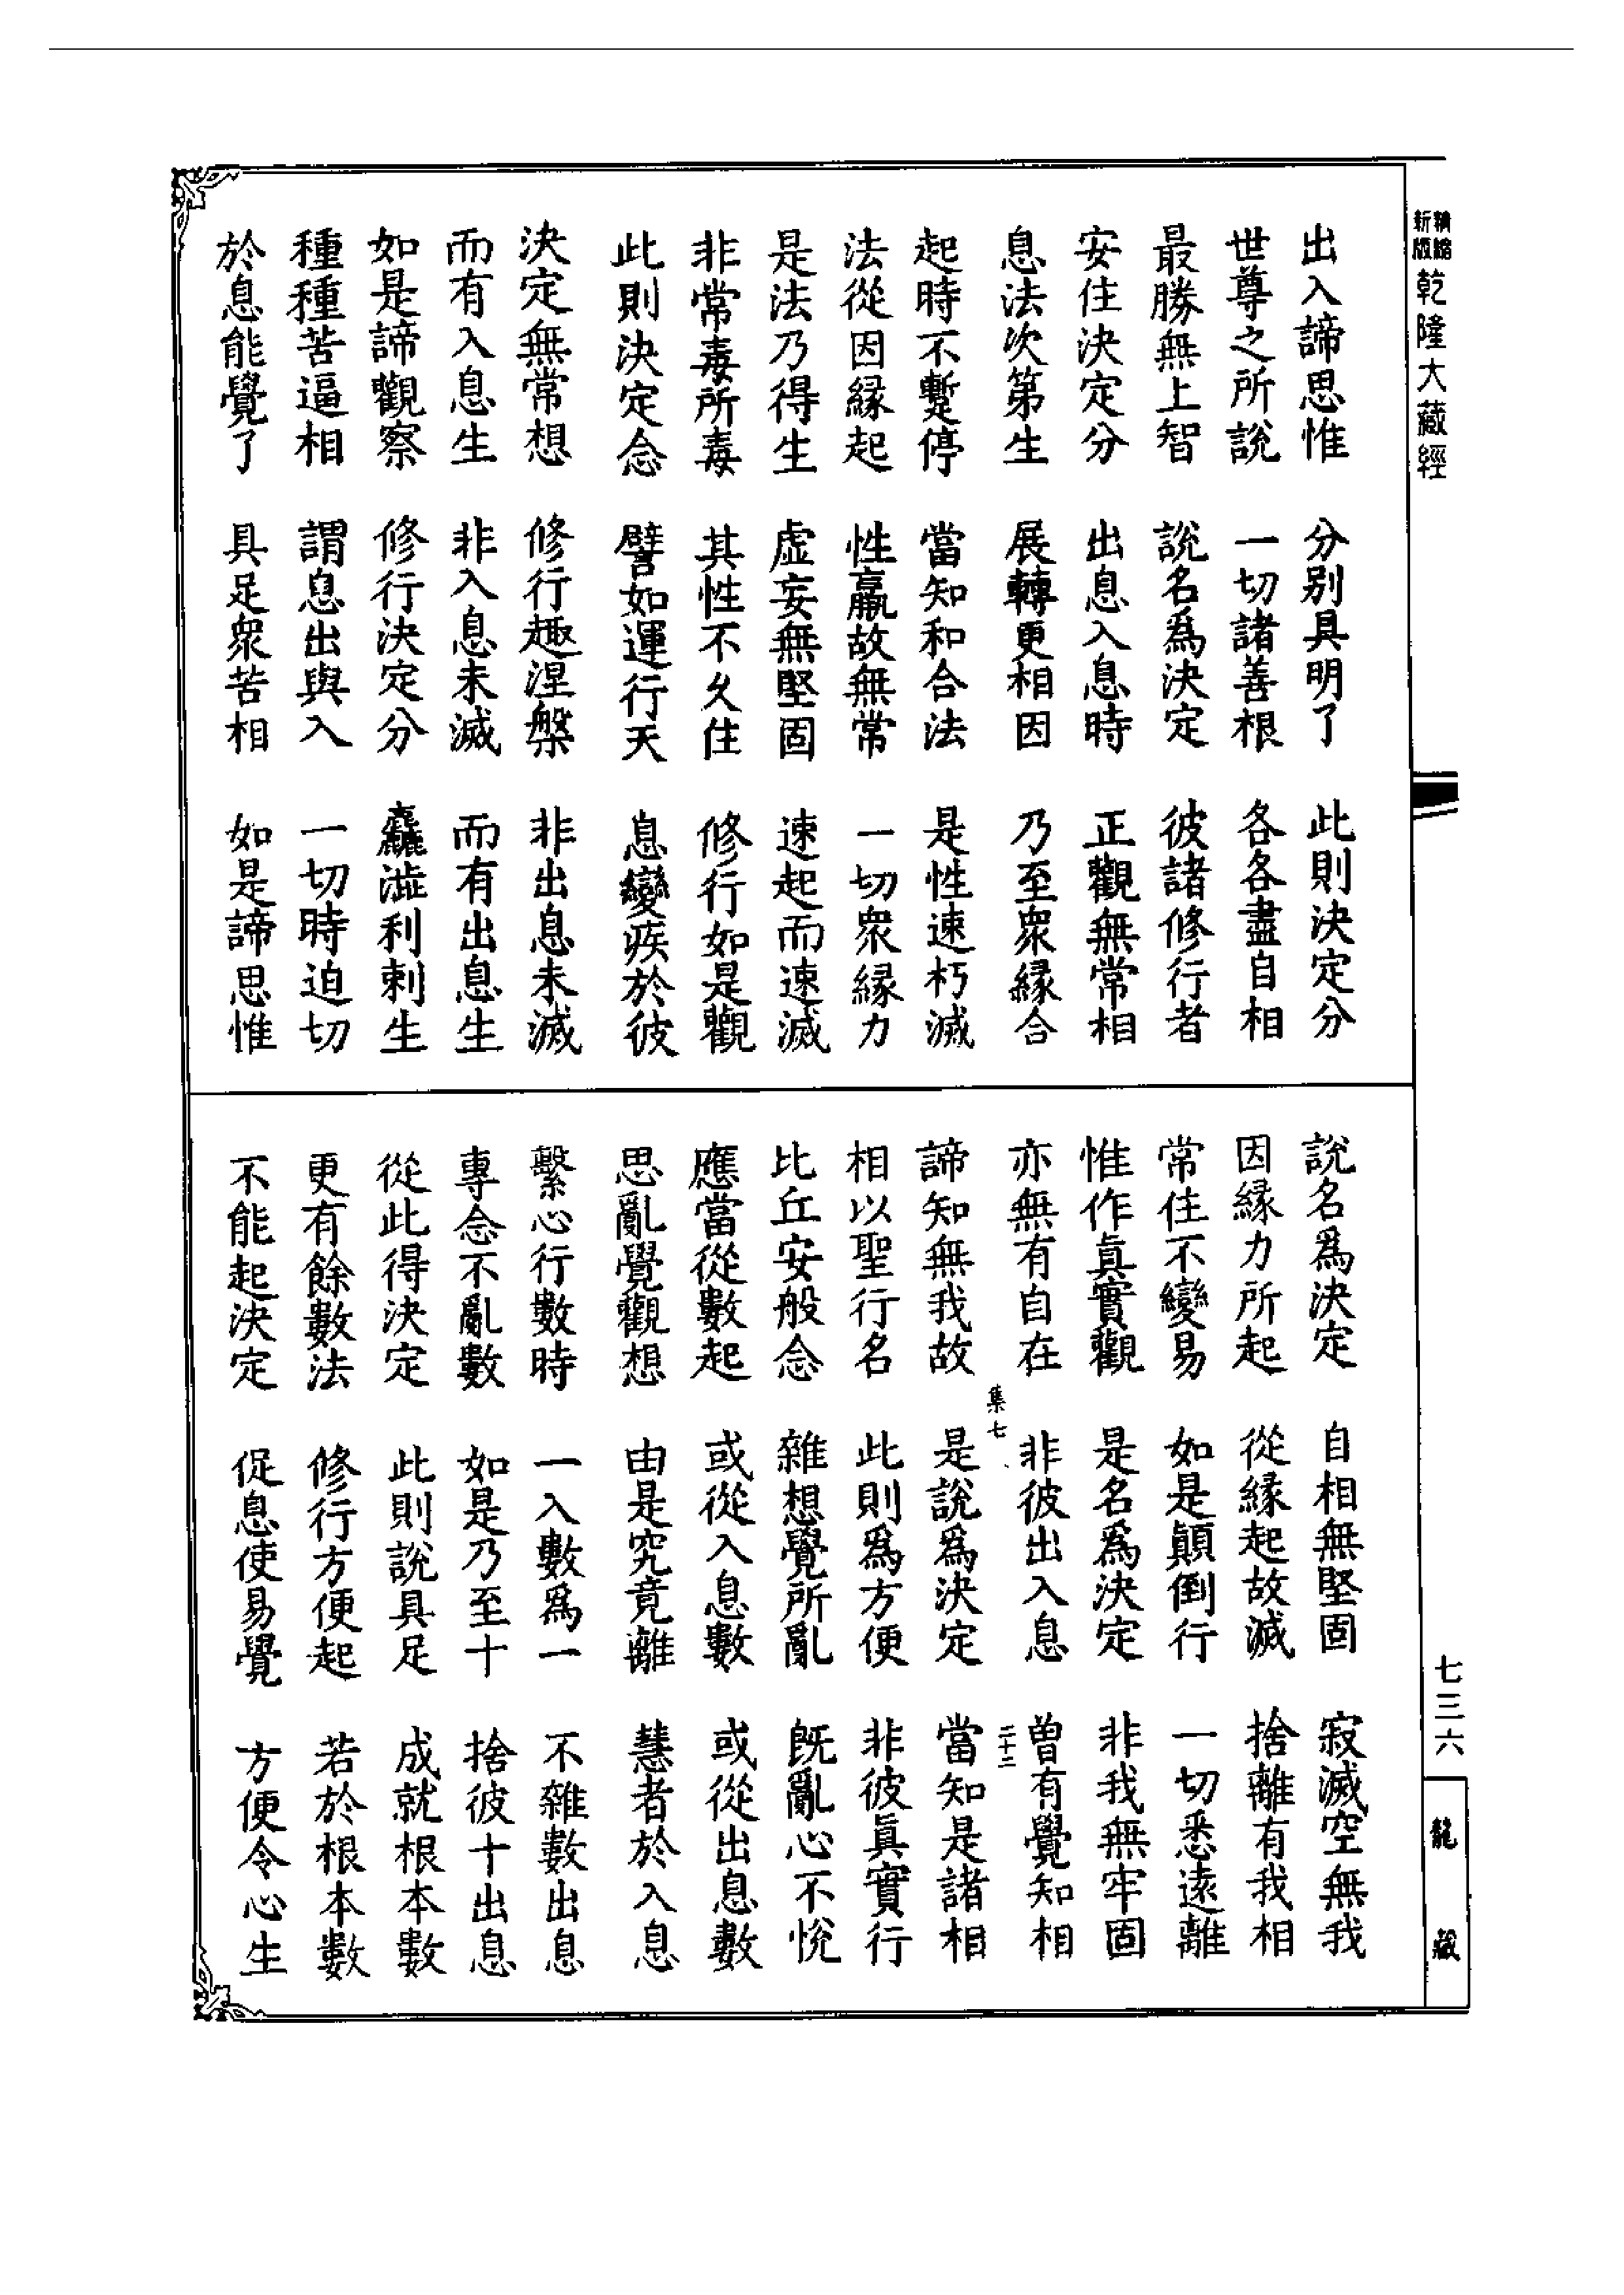 精縮新版乾隆大藏經
出入諦思惟 分别具明了 此則決定分
世尊之所說 一切諸善根 各各盡自相
最勝無上智 說名爲決定 彼諸修行者
安住決定分 出息入息時 正觀無常相
息法次第生 展轉更相因 乃至衆緣合
起時不蹔停 當知和合法 是性速朽滅
法從因緣起 性羸故無常 一切衆緣力
是法乃得生 虛妄無堅固 速起而速滅
非常毒所毒 其性不久住 修行如是觀
此則決定念 譬如運行天 息變疾於彼
決定無常想 修行趣涅槃 非出息未滅
而有入息生 非入息未滅 而有出息生
如是諦觀察 修行決定分 麤澁利剌生
種種苦逼相 謂息出與入 一切時迫切
於息能覺了 具足衆苦相 如是諦思惟
說名爲決定 自相無堅固 寂滅空無我
因緣力所起 從緣起故滅 捨離有我相
常住不變易 如是顛倒行 一切悉遠離
惟作眞實觀 是名爲決定 非我無牢固
亦無有自在 非彼出入息 曾有覺知相
集七 二十二
諦知無我故 是說爲決定 當知是諸相
相以聖行名 此則爲方便 非彼眞實行
比丘安般念 雜想覺所亂 旣亂心不悅
應當從數起 或從入息數 或從出息數
思亂覺觀想 由是究竟離 慧者於入息
繫心行數時 一入數爲一 不雜數出息
專念不亂數 如是乃至十 捨彼十出息
從此得決定 此則說具足 成就根本數
更有餘數法 修行方便起 若於根本數
不能起決定 促息使易覺 方便令心生
七三六
龍藏